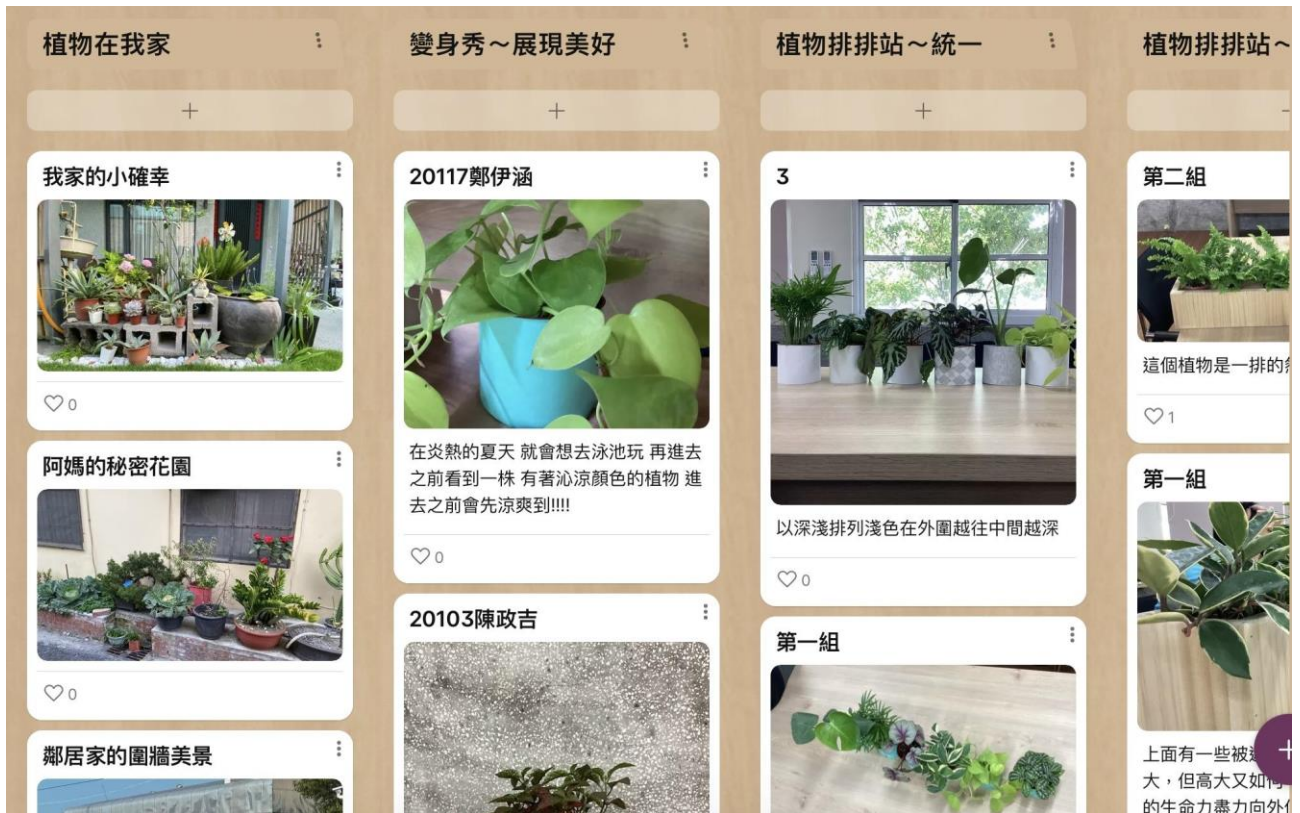 植物在我家
我家的小確幸
0
阿媽的秘密花園
0
鄰居家的圍牆美景
變身秀～展現美好
20117鄭伊涵
在炎熱的夏天 就會想去泳池玩 再進去
之前看到一株 有著沁涼顏色的植物 進
去之前會先涼爽到!!!!
0
20103陳政吉
植物排排站～統一
3
以深淺排列淺色在外圍越往中間越深
0
第一組
植物排排站～
第二組
這個植物是一排的
1
第一組
上面有一些被
大，但高大又如何
的生命力盡力向外